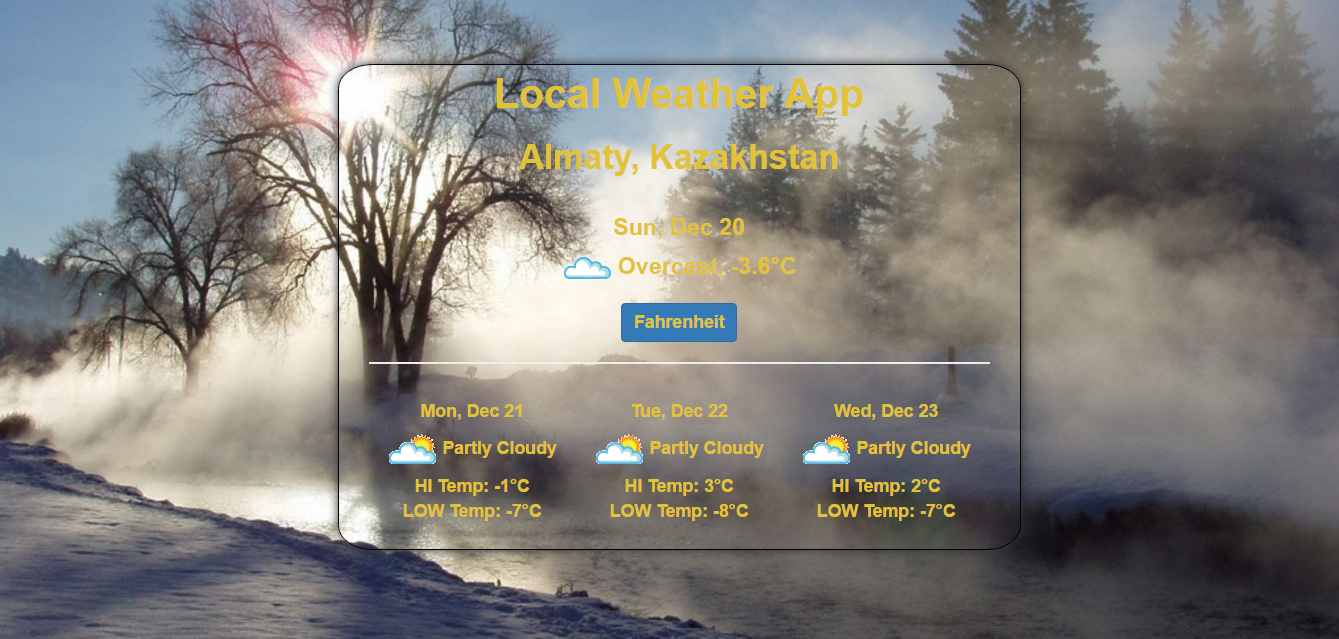 Local Weather App
Almaty, Kazakhstan
Sun, Dec 20
Overcast, -3.6°C
Fahrenheit
Mon, Dec 21
Partly Cloudy
HI Temp: -1°C
LOW Temp: -7°C
Tue, Dec 22
Partly Cloudy
HI Temp: 3°C
LOW Temp: -8°C
Wed, Dec 23
Partly Cloudy
HI Temp: 2°C
LOW Temp: -7°C